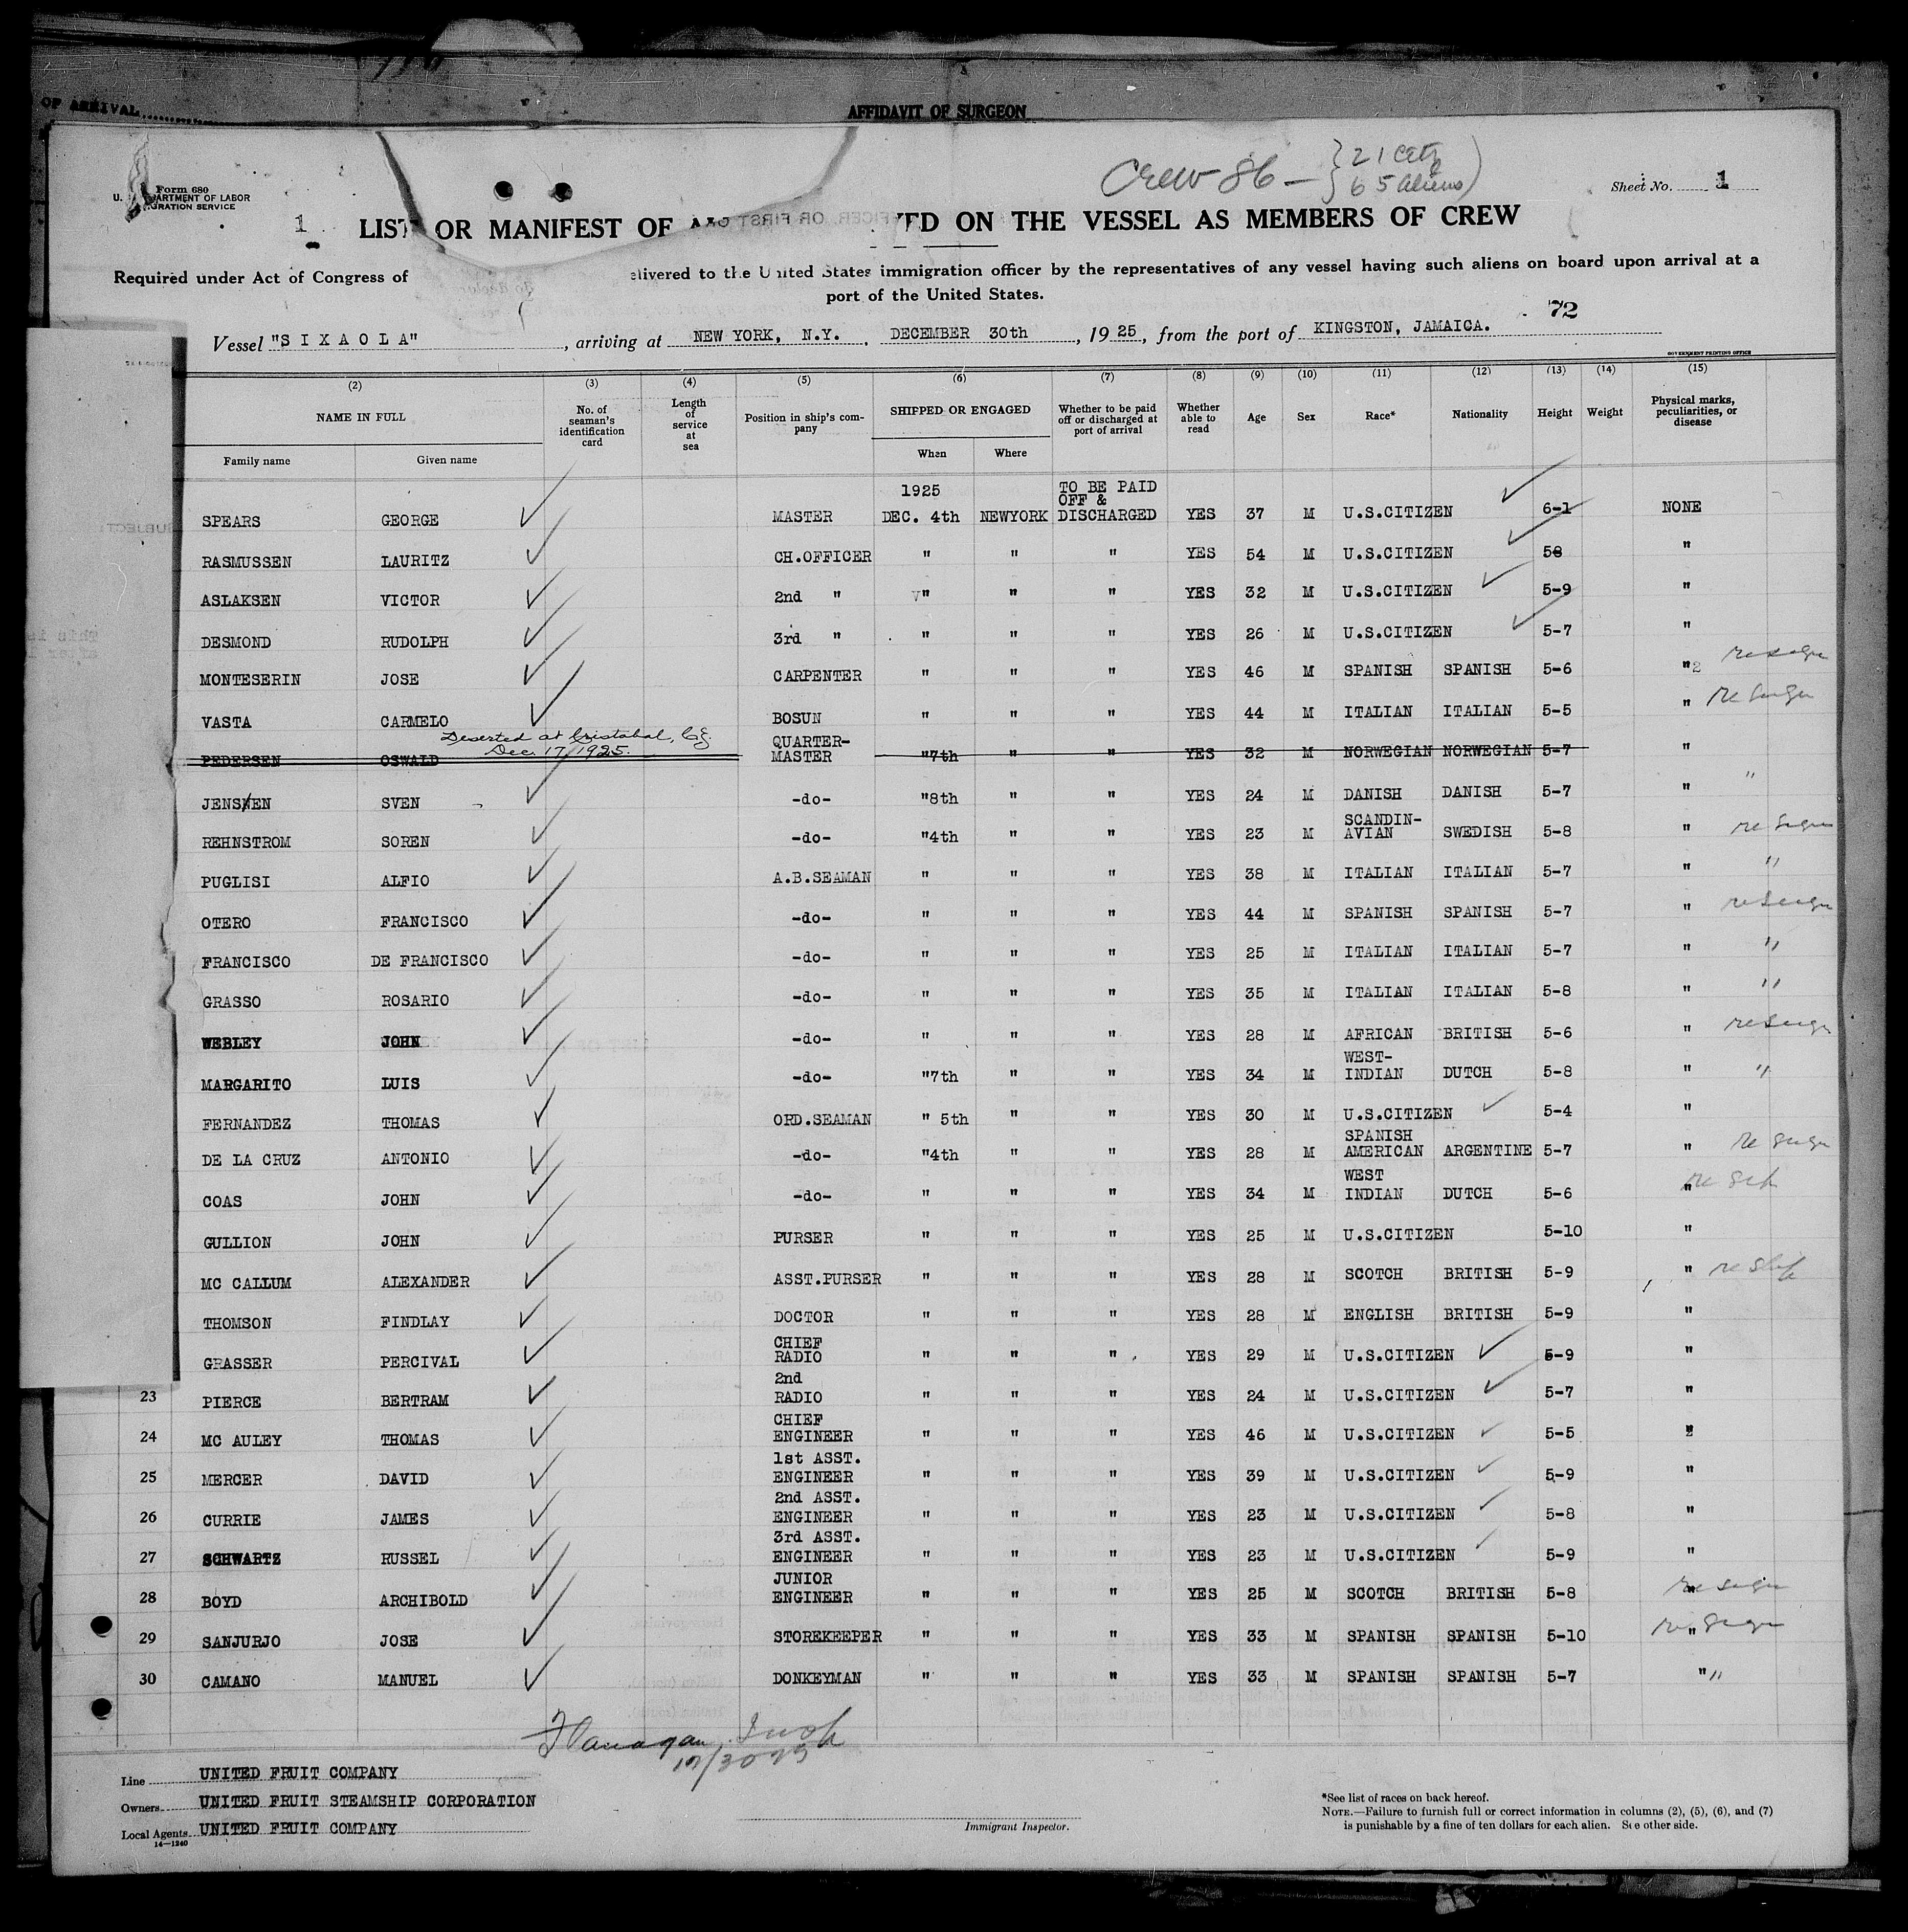 OF ARRIVAL
AFFIDAVIT OF SURGEON
Crew 86 - { 21 Cetz
65 aliens )
Form 680
U. ARTMENT OF LABOR
GRATION SERVICE
Sheet No. 1
1 LIST OR MANIFEST OF ED ON THE VESSEL AS MEMBERS OF CREW
Required under Act of Congress of elivered to the United States immigration officer by the representatives of any vessel having such aliens on board upon arrival at a
port of the United States.
72
Vessel "SIXAOLA", arriving at NEW YORK, N.Y., DECEMBER 30th, 1925, from the port of KINGSTON, JAMAICA.
GOVERNMENT PRINTING OFFICE
(2) (3) (4) (5) (6) (7) (8) (9) (10) (11) (12) (13) (14) (15)
NAME IN FULL No. of seaman's identification card Length of service at sea Position in ship's company SHIPPED OR ENGAGED Whether to be paid off or discharged at port of arrival Whether able to read Age Sex Race* Nationality Height Weight Physical marks, peculiarities, or disease
Family name Given name When Where
1925 TO BE PAID OFF &
SPEARS GEORGE MASTER DEC. 4th NEWYORK DISCHARGED YES 37 M U.S.CITIZEN 6-1 NONE
RASMUSSEN LAURITZ CH.OFFICER " " " YES 54 M U.S.CITIZEN 58 "
ASLAKSEN VICTOR 2nd " " " " YES 32 M U.S.CITIZEN 5-9 "
DESMOND RUDOLPH 3rd " " " " YES 26 M U.S.CITIZEN 5-7 "
MONTESERIN JOSE CARPENTER " " " YES 46 M SPANISH SPANISH 5-6 "
VASTA CARMELO BOSUN " " " YES 44 M ITALIAN ITALIAN 5-5 "
Deserted at Cristobal, C.Z.
Dec. 17/1925.
PEDERSEN OSWALD QUARTER-MASTER "7th " " YES 32 M NORWEGIAN NORWEGIAN 5-7 "
JENSEN SVEN -do- "8th " " YES 24 M DANISH DANISH 5-7 " "
REHNSTROM SOREN -do- "4th " " YES 23 M SCANDIN-AVIAN SWEDISH 5-8 "
PUGLISI ALFIO A.B.SEAMAN " " " YES 38 M ITALIAN ITALIAN 5-7 " "
OTERO FRANCISCO -do- " " " YES 44 M SPANISH SPANISH 5-7 "
FRANCISCO DE FRANCISCO -do- " " " YES 25 M ITALIAN ITALIAN 5-7 " "
GRASSO ROSARIO -do- " " " YES 35 M ITALIAN ITALIAN 5-8 " "
WEBLEY JOHN -do- " " " YES 28 M AFRICAN BRITISH 5-6 "
MARGARITO LUIS -do- "7th " " YES 34 M WEST-INDIAN DUTCH 5-8 " "
FERNANDEZ THOMAS ORD.SEAMAN " 5th " " YES 30 M U.S.CITIZEN 5-4 "
DE LA CRUZ ANTONIO -do- "4th " " YES 28 M SPANISH AMERICAN ARGENTINE 5-7 "
COAS JOHN -do- " " " YES 34 M WEST INDIAN DUTCH 5-6 "
GULLION JOHN PURSER " " " YES 25 M U.S.CITIZEN 5-10 "
MC CALLUM ALEXANDER ASST.PURSER " " " YES 28 M SCOTCH BRITISH 5-9 "
THOMSON FINDLAY DOCTOR " " " YES 28 M ENGLISH BRITISH 5-9 "
GRASSER PERCIVAL CHIEF RADIO " " " YES 29 M U.S.CITIZEN 5-9 "
23 PIERCE BERTRAM 2nd RADIO " " " YES 24 M U.S.CITIZEN 5-7 "
24 MC AULEY THOMAS CHIEF ENGINEER " " " YES 46 M U.S.CITIZEN 5-5 "
25 MERCER DAVID 1st ASST. ENGINEER " " " YES 39 M U.S.CITIZEN 5-9 "
26 CURRIE JAMES 2nd ASST. ENGINEER " " " YES 23 M U.S.CITIZEN 5-8 "
27 SCHWARTZ RUSSEL 3rd ASST. ENGINEER " " " YES 23 M U.S.CITIZEN 5-9 "
28 BOYD ARCHIBOLD JUNIOR ENGINEER " " " YES 25 M SCOTCH BRITISH 5-8 "
29 SANJURJO JOSE STOREKEEPER " " " YES 33 M SPANISH SPANISH 5-10 "
30 CAMANO MANUEL DONKEYMAN " " " YES 33 M SPANISH SPANISH 5-7 " "
Flanagan Insp
12/30 25
Line UNITED FRUIT COMPANY
Owners UNITED FRUIT STEAMSHIP CORPORATION
Local Agents UNITED FRUIT COMPANY
14-1240
Immigrant Inspector.
*See list of races on back hereof.
NOTE.—Failure to furnish full or correct information in columns (2), (5), (6), and (7)
is punishable by a fine of ten dollars for each alien. See other side.